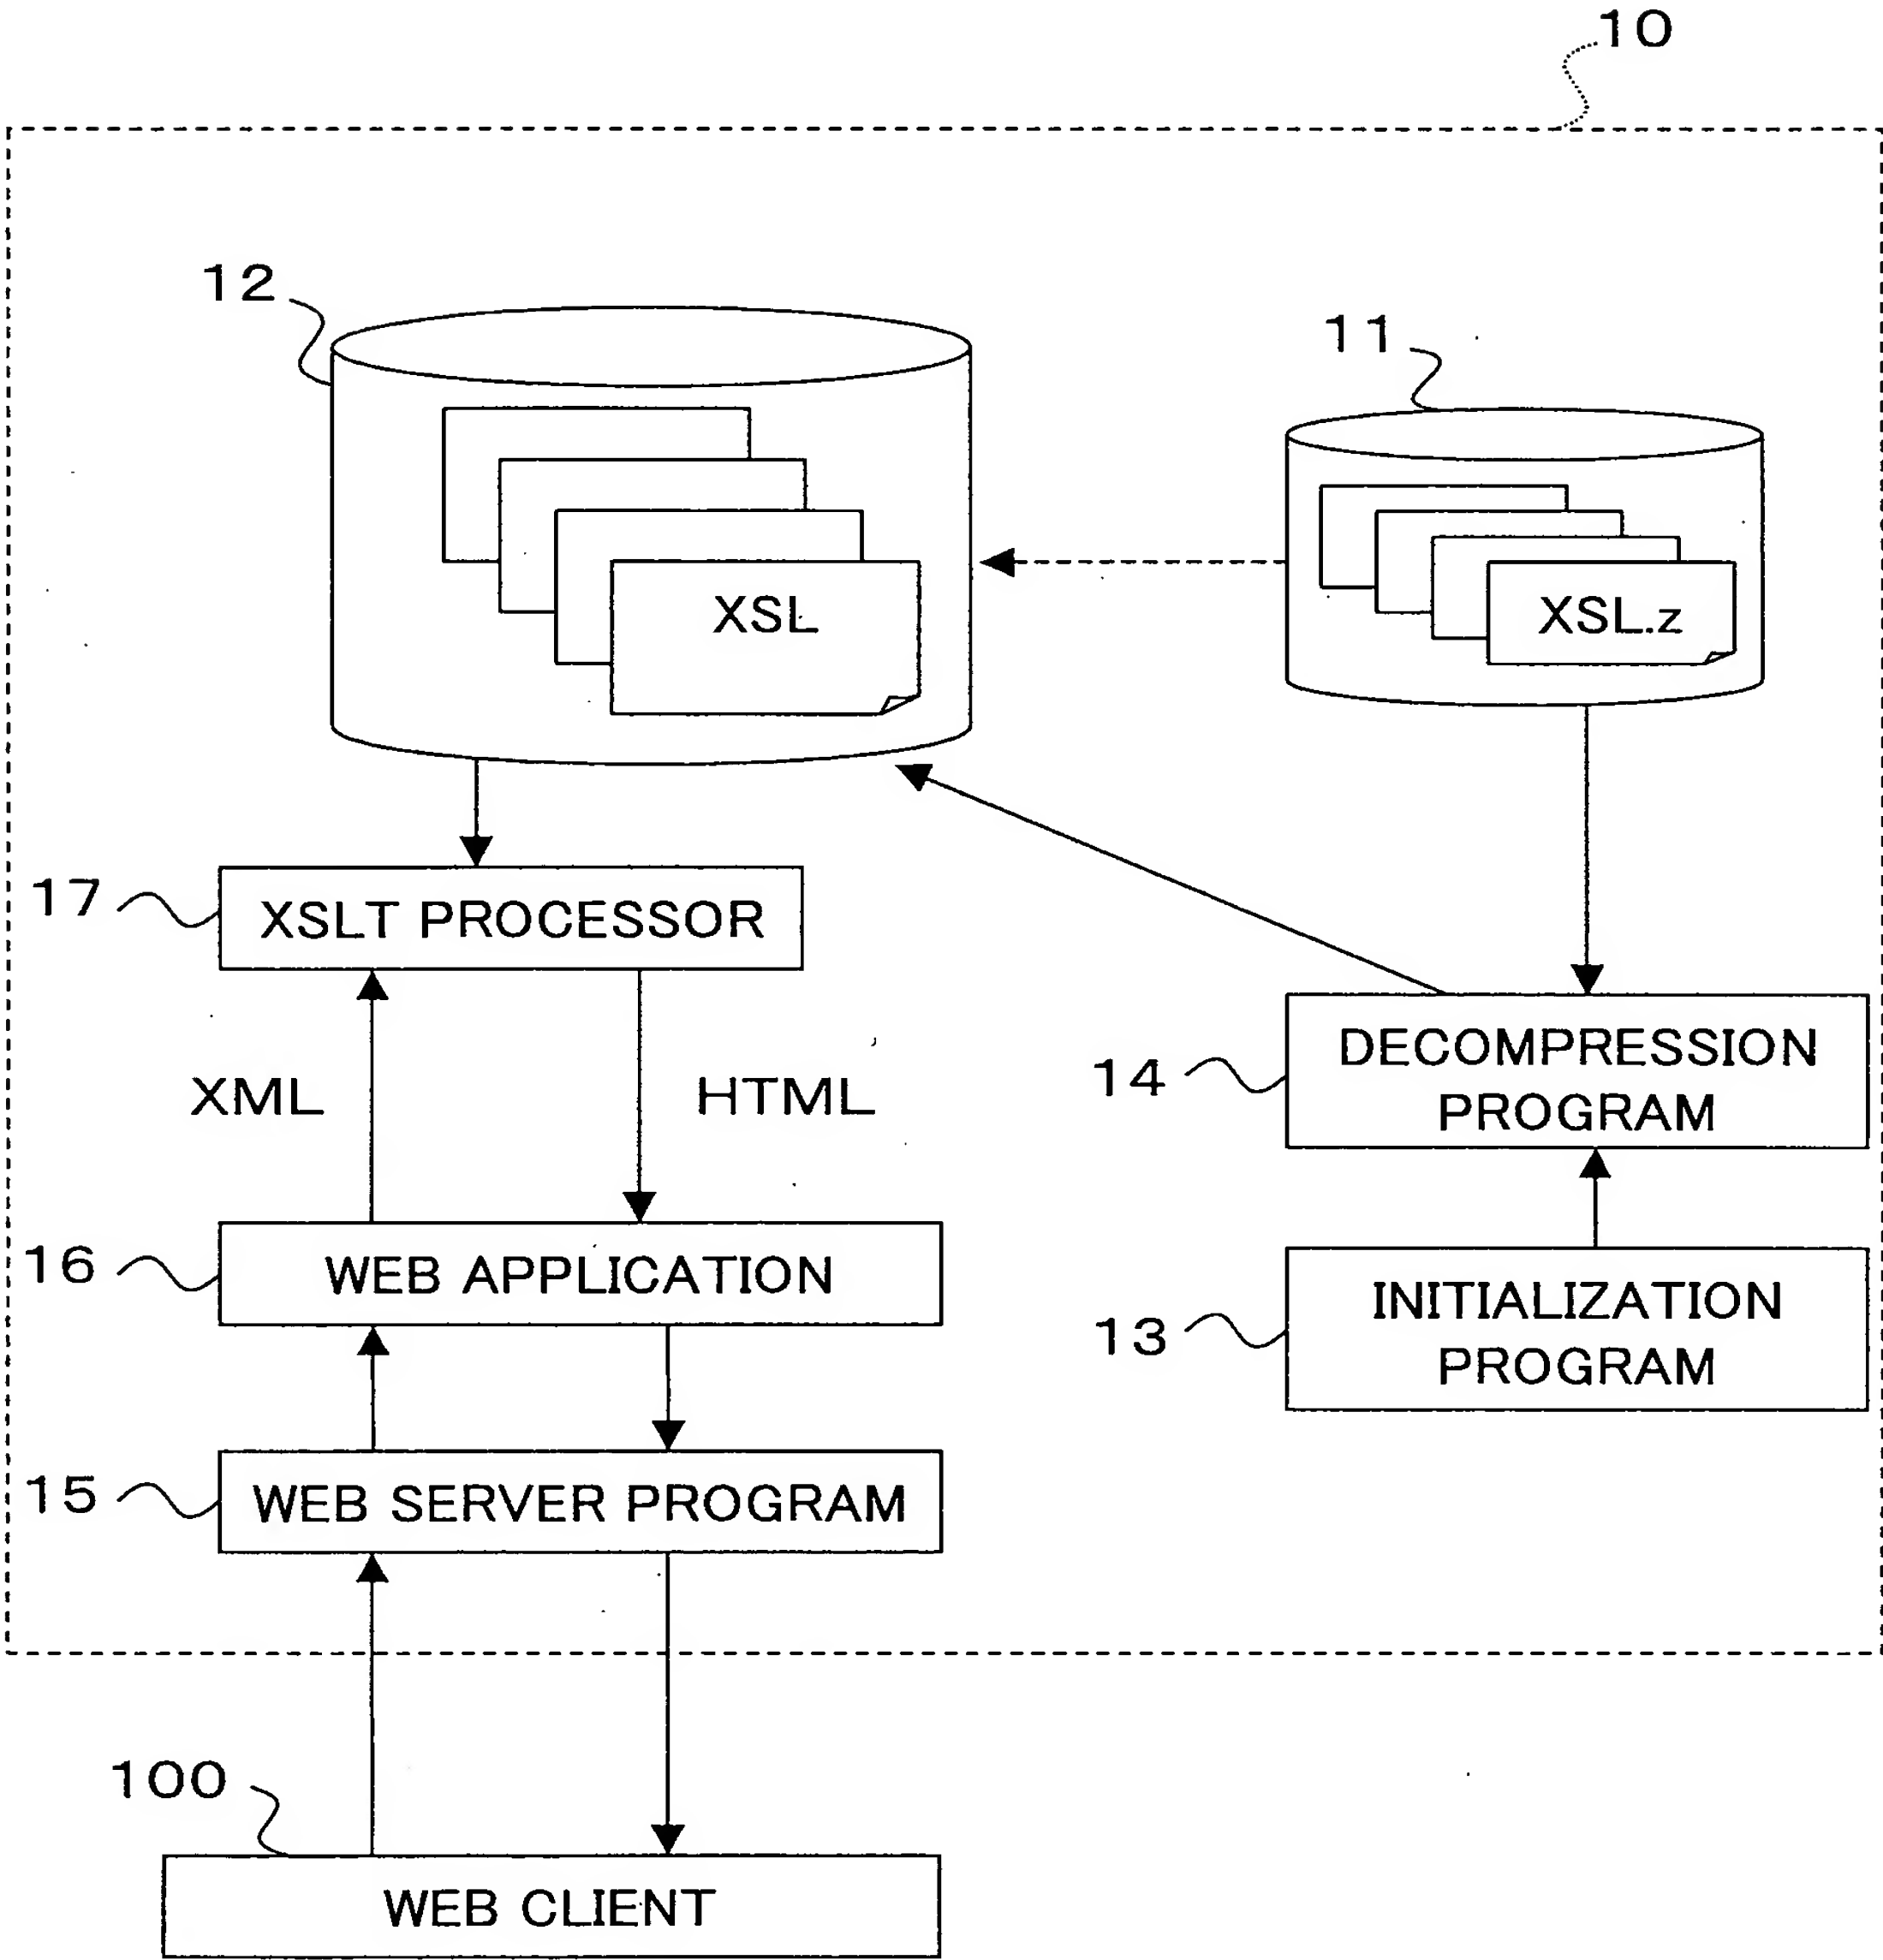 10
12
11
XSL
XSL.z
17
XSLT PROCESSOR
14
DECOMPRESSION
PROGRAM
XML
HTML
16
WEB APPLICATION
13
INITIALIZATION
PROGRAM
15
WEB SERVER PROGRAM
100
WEB CLIENT